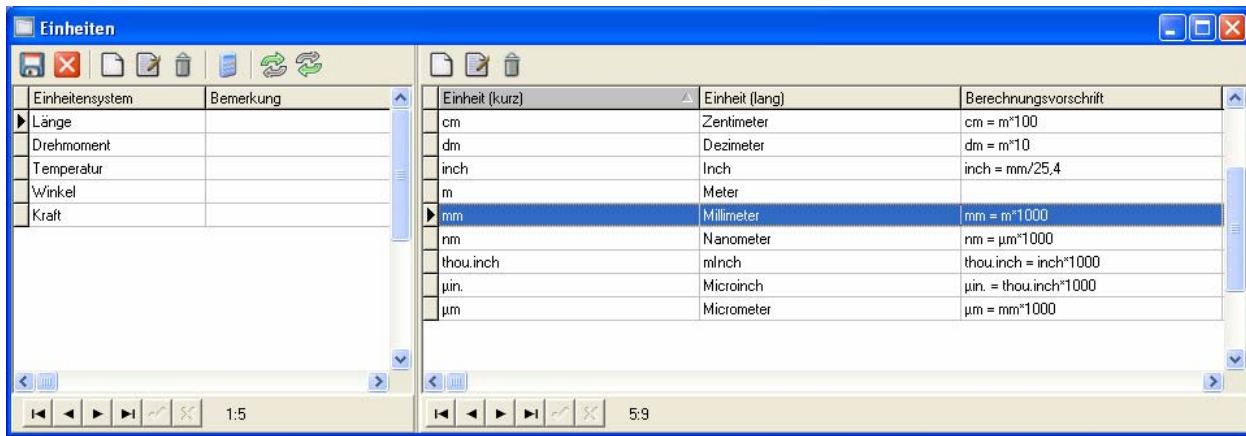 Einheiten
Einheitensystem Bemerkung
Länge
Drehmoment
Temperatur
Winkel
Kraft
1:5
Einheit (kurz) Einheit (lang) Berechnungsvorschrift
cm Zentimeter cm = m*100
dm Dezimeter dm = m*10
inch Inch inch = mm/25,4
m Meter
mm Millimeter mm = m*1000
nm Nanometer nm = µm*1000
thou.inch mInch thou.inch = inch*1000
µin. Microinch µin. = thou.inch*1000
µm Micrometer µm = mm*1000
5:9